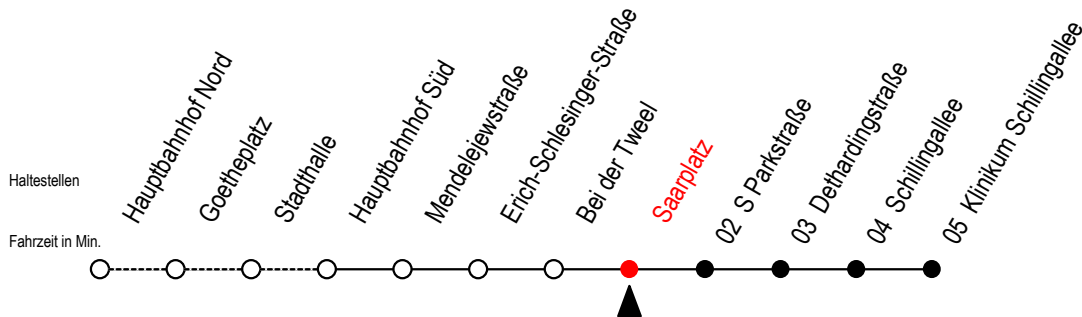 Haltestellen
Fahrzeit in Min.
Hauptbahnhof Nord
Goetheplatz
Stadthalle
Hauptbahnhof Süd
Mendelejewstraße
Erich-Schlesinger-Straße
Bei der Tweel
Saarplatz
02 S Parkstraße
03 Dethardingstraße
04 Schillingallee
05 Klinikum Schillingallee